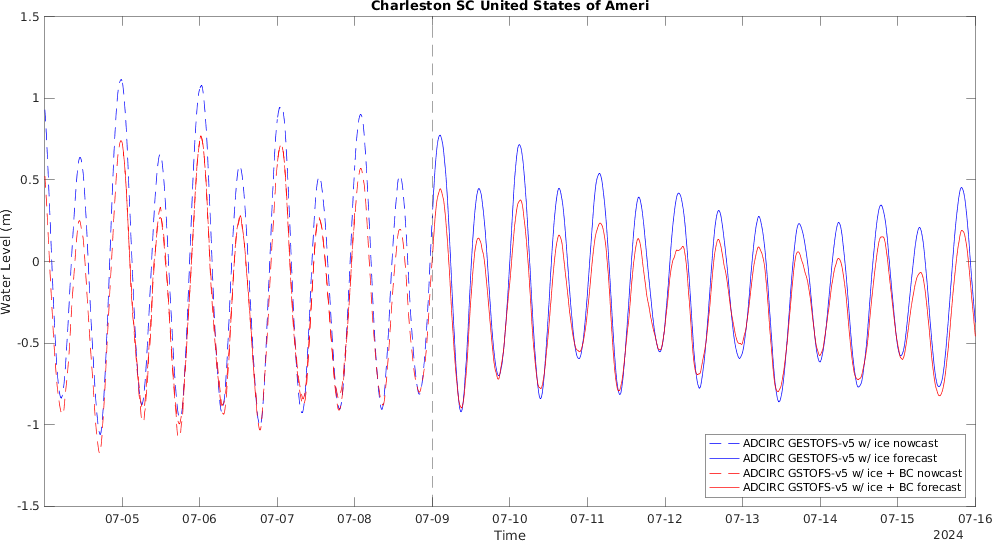 Charleston SC United States of Ameri
1.5
1
0.5
0
-0.5
-1
-1.5
Water Level (m)
07-05 07-06 07-07 07-08 07-09 07-10 07-11 07-12 07-13 07-14 07-15 07-16
Time
2024
ADCIRC GESTOFS-v5 w/ ice nowcast
ADCIRC GESTOFS-v5 w/ ice forecast
ADCIRC GSTOFS-v5 w/ ice + BC nowcast
ADCIRC GSTOFS-v5 w/ ice + BC forecast